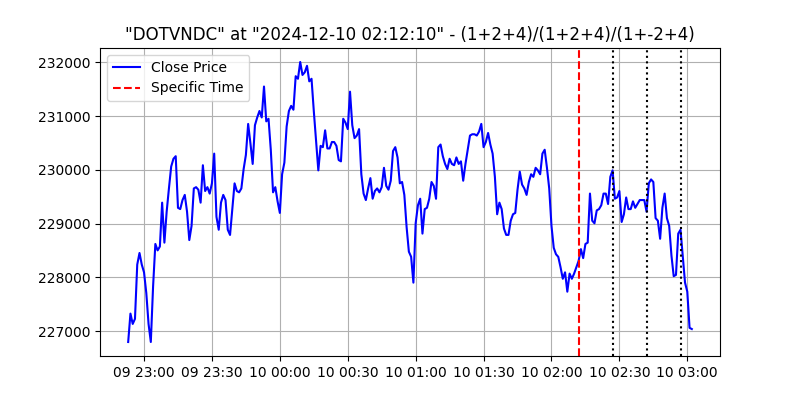 "DOTVNDC" at "2024-12-10 02:12:10" - (1+2+4)/(1+2+4)/(1+-2+4)
Close Price
Specific Time
232000
231000
230000
229000
228000
227000
09 23:00 09 23:30 10 00:00 10 00:30 10 01:00 10 01:30 10 02:00 10 02:30 10 03:00